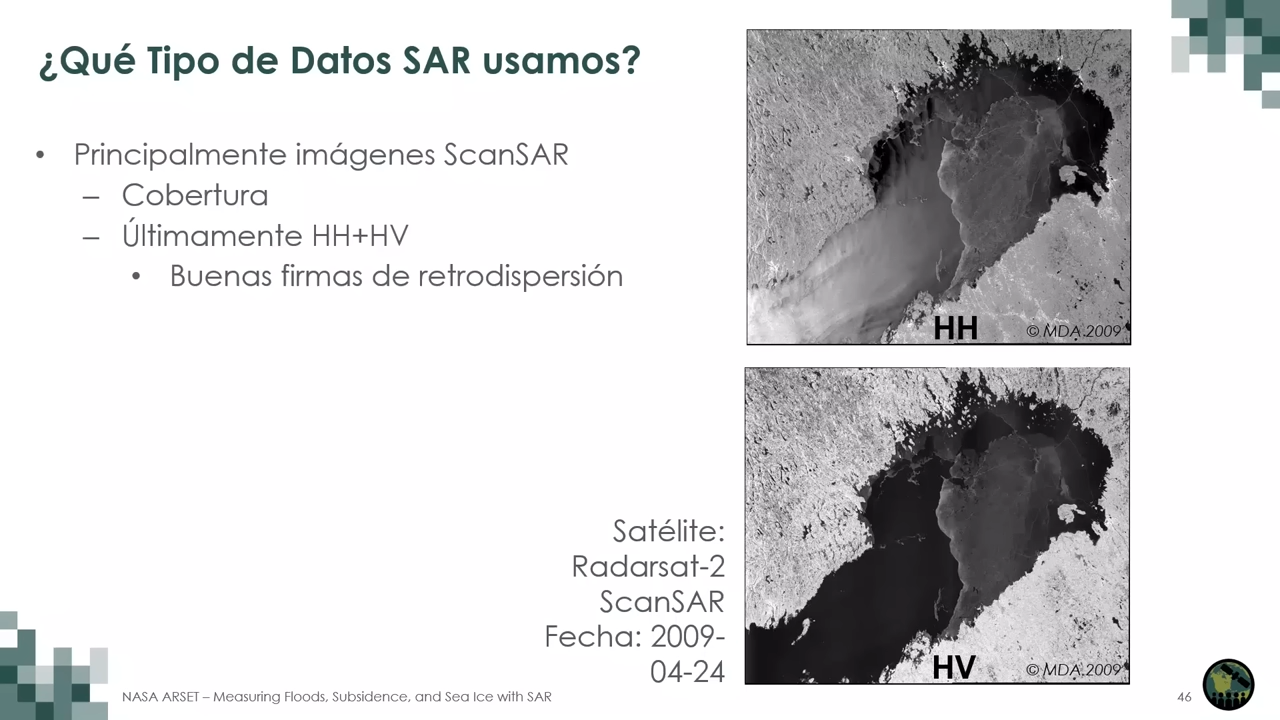 ¿Qué Tipo de Datos SAR usamos?
• Principalmente imágenes ScanSAR
– Cobertura
– Últimamente HH+HV
• Buenas firmas de retrodispersión
HH
© MDA 2009
Satélite:
Radarsat-2
ScanSAR
Fecha: 2009-
04-24
HV
© MDA 2009
NASA ARSET – Measuring Floods, Subsidence, and Sea Ice with SAR
46